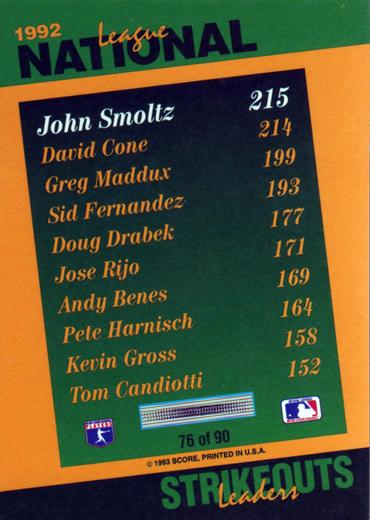 1992
League
NATIONAL
John Smoltz 215
David Cone 214
Greg Maddux 199
Sid Fernandez 193
Doug Drabek 177
Jose Rijo 171
Andy Benes 169
Pete Harnisch 164
Kevin Gross 158
Tom Candiotti 152
PLAYERS
76 of 90
© 1993 SCORE, PRINTED IN U.S.A.
STRIKEOUTS
Leaders